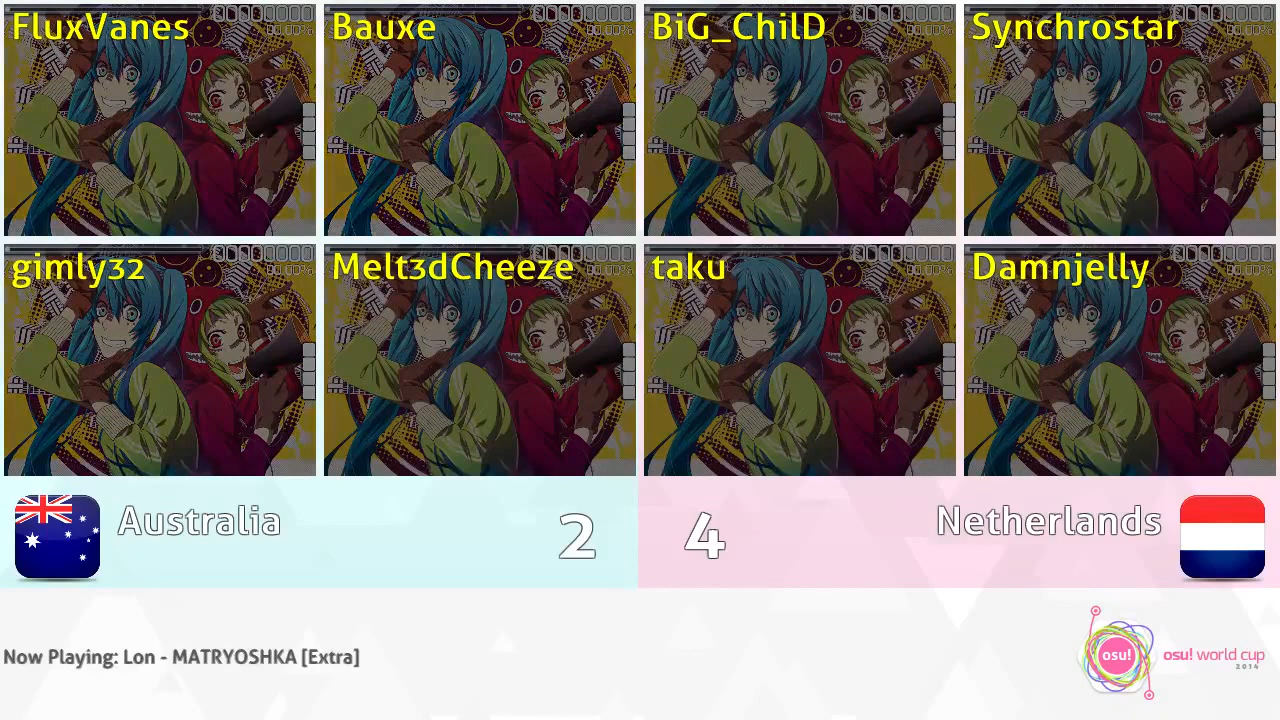 FluxVanes
Bauxe
BiG_ChilD
Synchrostar
gimly32
Melt3dCheeze
taku
Damnjelly
Australia
2
4
Netherlands
Now Playing: Lon - MATRYOSHKA [Extra]
osu!
osu! world cup
2014